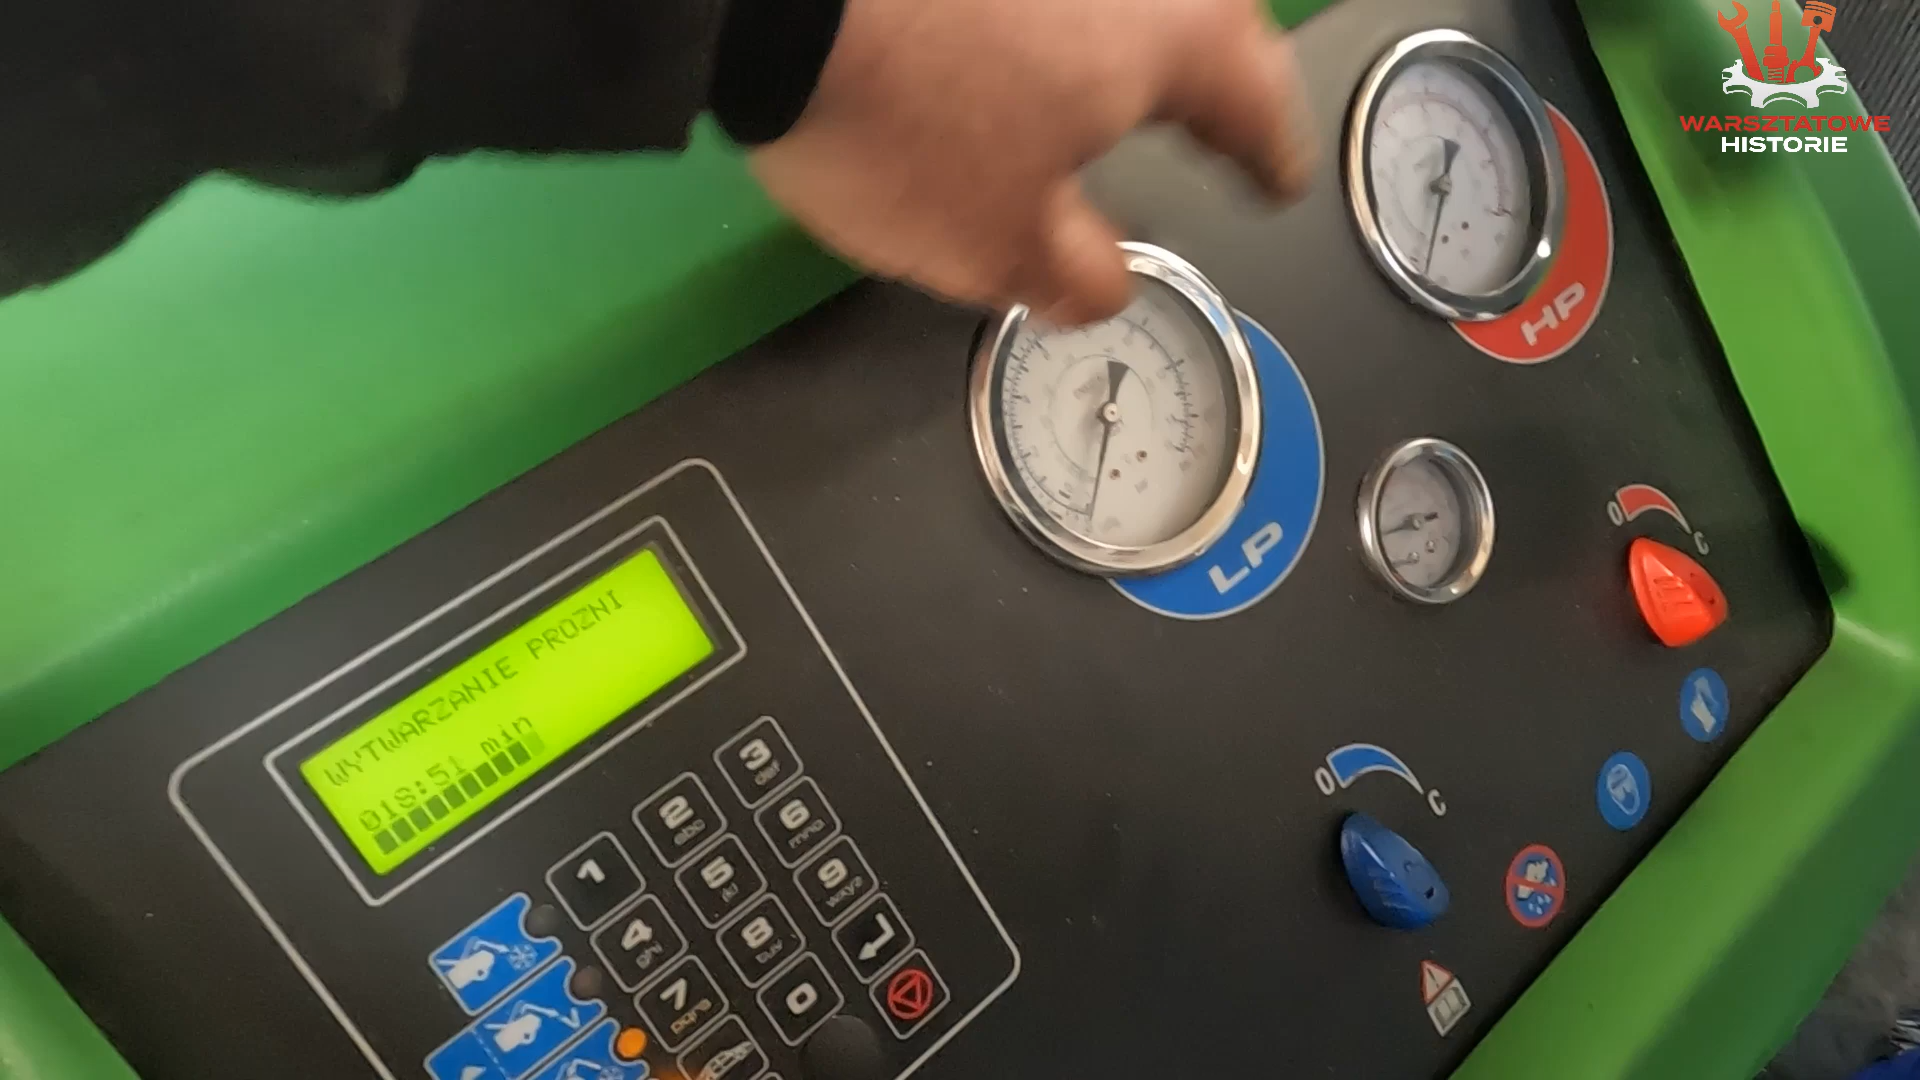 WARSZTATOWE
HISTORIE
HP
LP
WYTWARZANIE PROZNI
018:51 min
O
C
O
C
1
2 abc
3 def
4 ghi
5 jkl
6 mno
7
8 tuv
9 wxyz
0